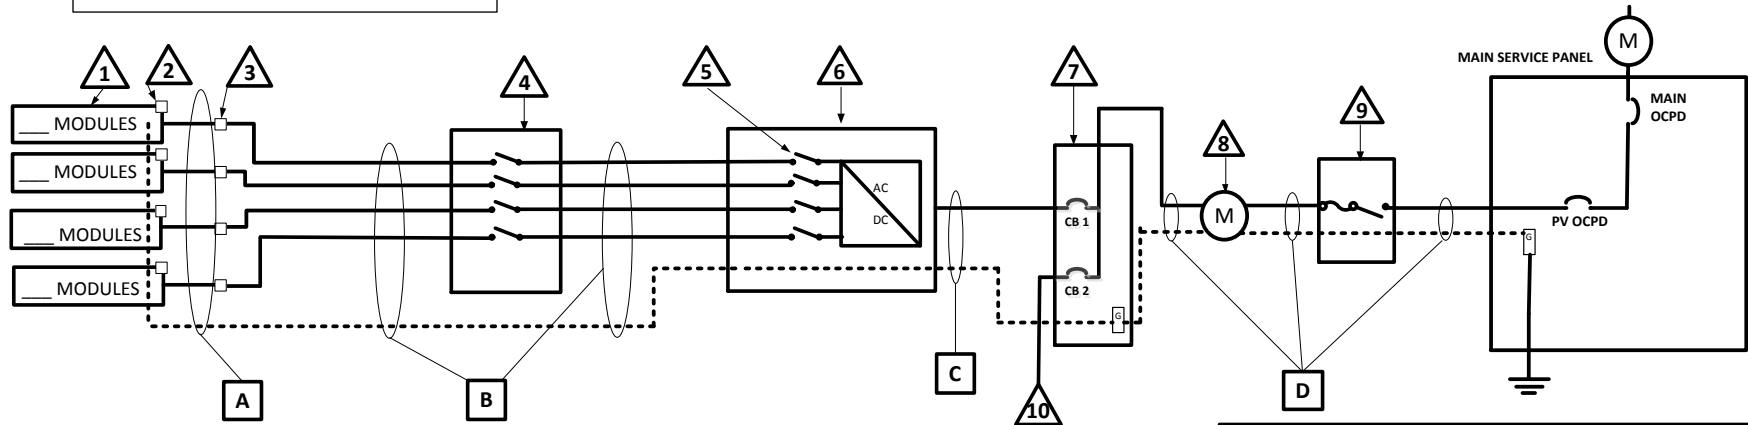 M
MAIN SERVICE PANEL
1
2
3
4
5
6
7
8
9
MAIN
OCPD
___ MODULES
___ MODULES
___ MODULES
___ MODULES
AC
DC
CB 1
M
PV OCPD
G
CB 2
G
A
B
C
D
10